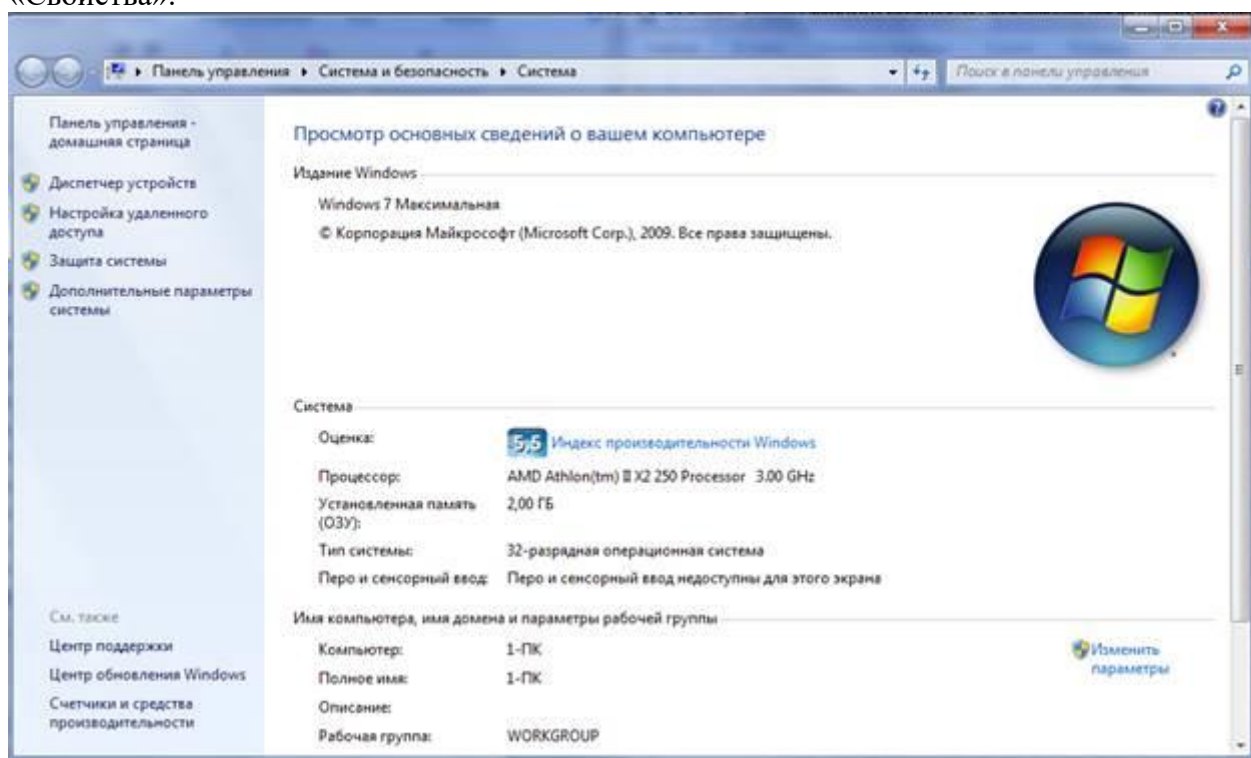 «Свойства».
Панель управления ▸ Система и безопасность ▸ Система
Поиск в панели управления
Панель управления -
домашняя страница
Диспетчер устройств
Настройка удаленного
доступа
Защита системы
Дополнительные параметры
системы
См. также
Центр поддержки
Центр обновления Windows
Счетчики и средства
производительности
Просмотр основных сведений о вашем компьютере
Издание Windows
Windows 7 Максимальная
© Корпорация Майкрософт (Microsoft Corp.), 2009. Все права защищены.
Система
Оценка: 5,5 Индекс производительности Windows
Процессор: AMD Athlon(tm) II X2 250 Processor 3.00 GHz
Установленная память 2,00 ГБ
(ОЗУ):
Тип системы: 32-разрядная операционная система
Перо и сенсорный ввод: Перо и сенсорный ввод недоступны для этого экрана
Имя компьютера, имя домена и параметры рабочей группы
Компьютер: 1-ПК
Изменить
параметры
Полное имя: 1-ПК
Описание:
Рабочая группа: WORKGROUP